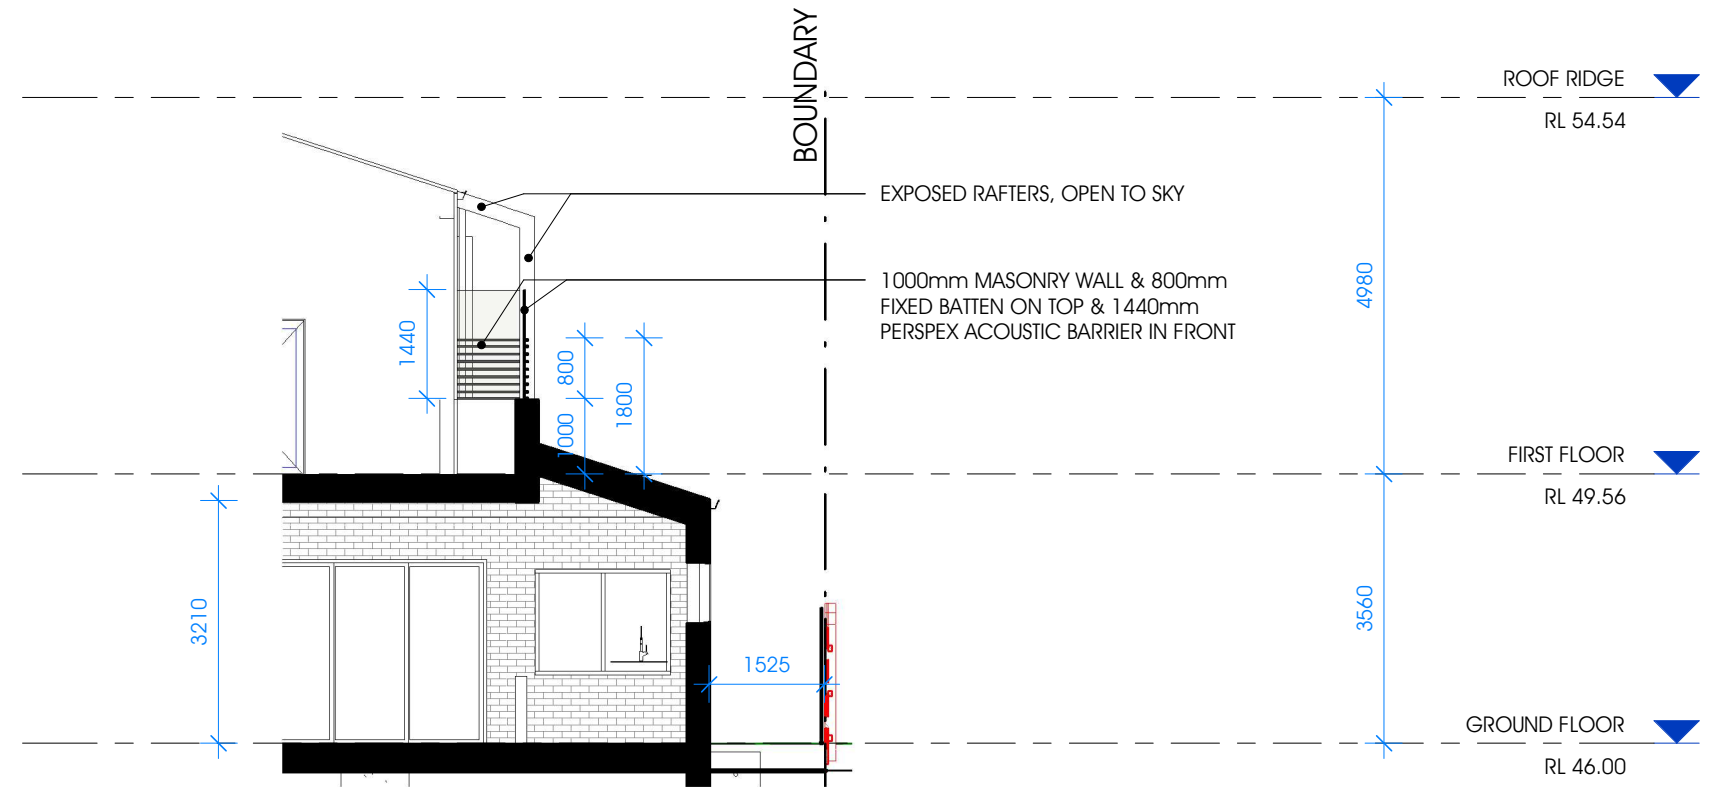 BOUNDARY
ROOF RIDGE
RL 54.54
EXPOSED RAFTERS, OPEN TO SKY
1000mm MASONRY WALL & 800mm
FIXED BATTEN ON TOP & 1440mm
PERSPEX ACOUSTIC BARRIER IN FRONT
4980
1440
800
1800
1000
FIRST FLOOR
RL 49.56
3210
3560
1525
GROUND FLOOR
RL 46.00